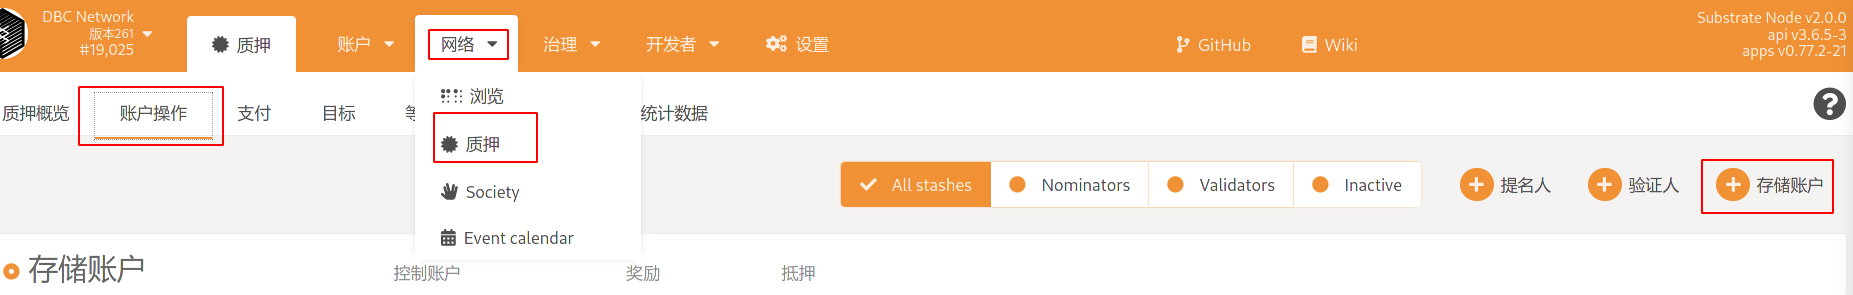 DBC Network
版本261
#19,025
质押
账户
网络
治理
开发者
设置
GitHub
Wiki
Substrate Node v2.0.0
api v3.6.5-3
apps v0.77.2-21
质押概览
账户操作
支付
目标
统计数据
浏览
质押
Society
Event calendar
All stashes
Nominators
Validators
Inactive
提名人
验证人
存储账户
存储账户
控制账户
奖励
抵押